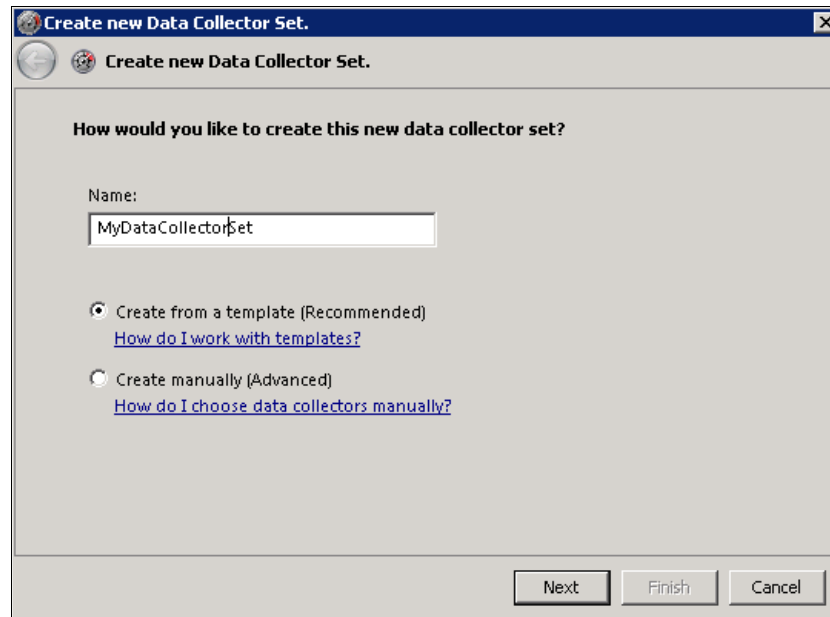 Create new Data Collector Set.
Create new Data Collector Set.
How would you like to create this new data collector set?
Name:
MyDataCollectorSet
Create from a template (Recommended)
How do I work with templates?
Create manually (Advanced)
How do I choose data collectors manually?
Next
Finish
Cancel